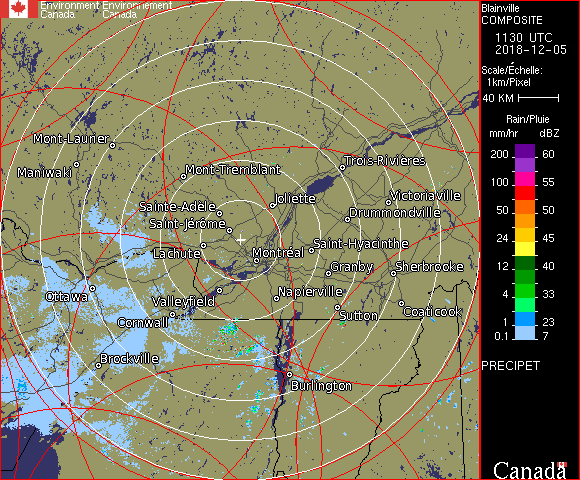 Environment Environnement
Canada Canada
Blainville
COMPOSITE
1130 UTC
2018-12-05
Scale/Échelle:
1km/Pixel
40 KM
Rain/Pluie
mm/hr dBZ
200 60
100 55
50 50
24 45
12 40
4 33
1 23
0.1 7
PRECIPET
Mont-Laurier
Maniwaki
Mont-Tremblant
Trois-Rivières
Sainte-Adèle
Joliette
Victoriaville
Saint-Jérôme
Drummondville
Lachute
Montréal
Saint-Hyacinthe
Granby
Sherbrooke
Ottawa
Valleyfield
Napierville
Cornwall
Sutton
Coaticook
Brockville
Burlington
Canada